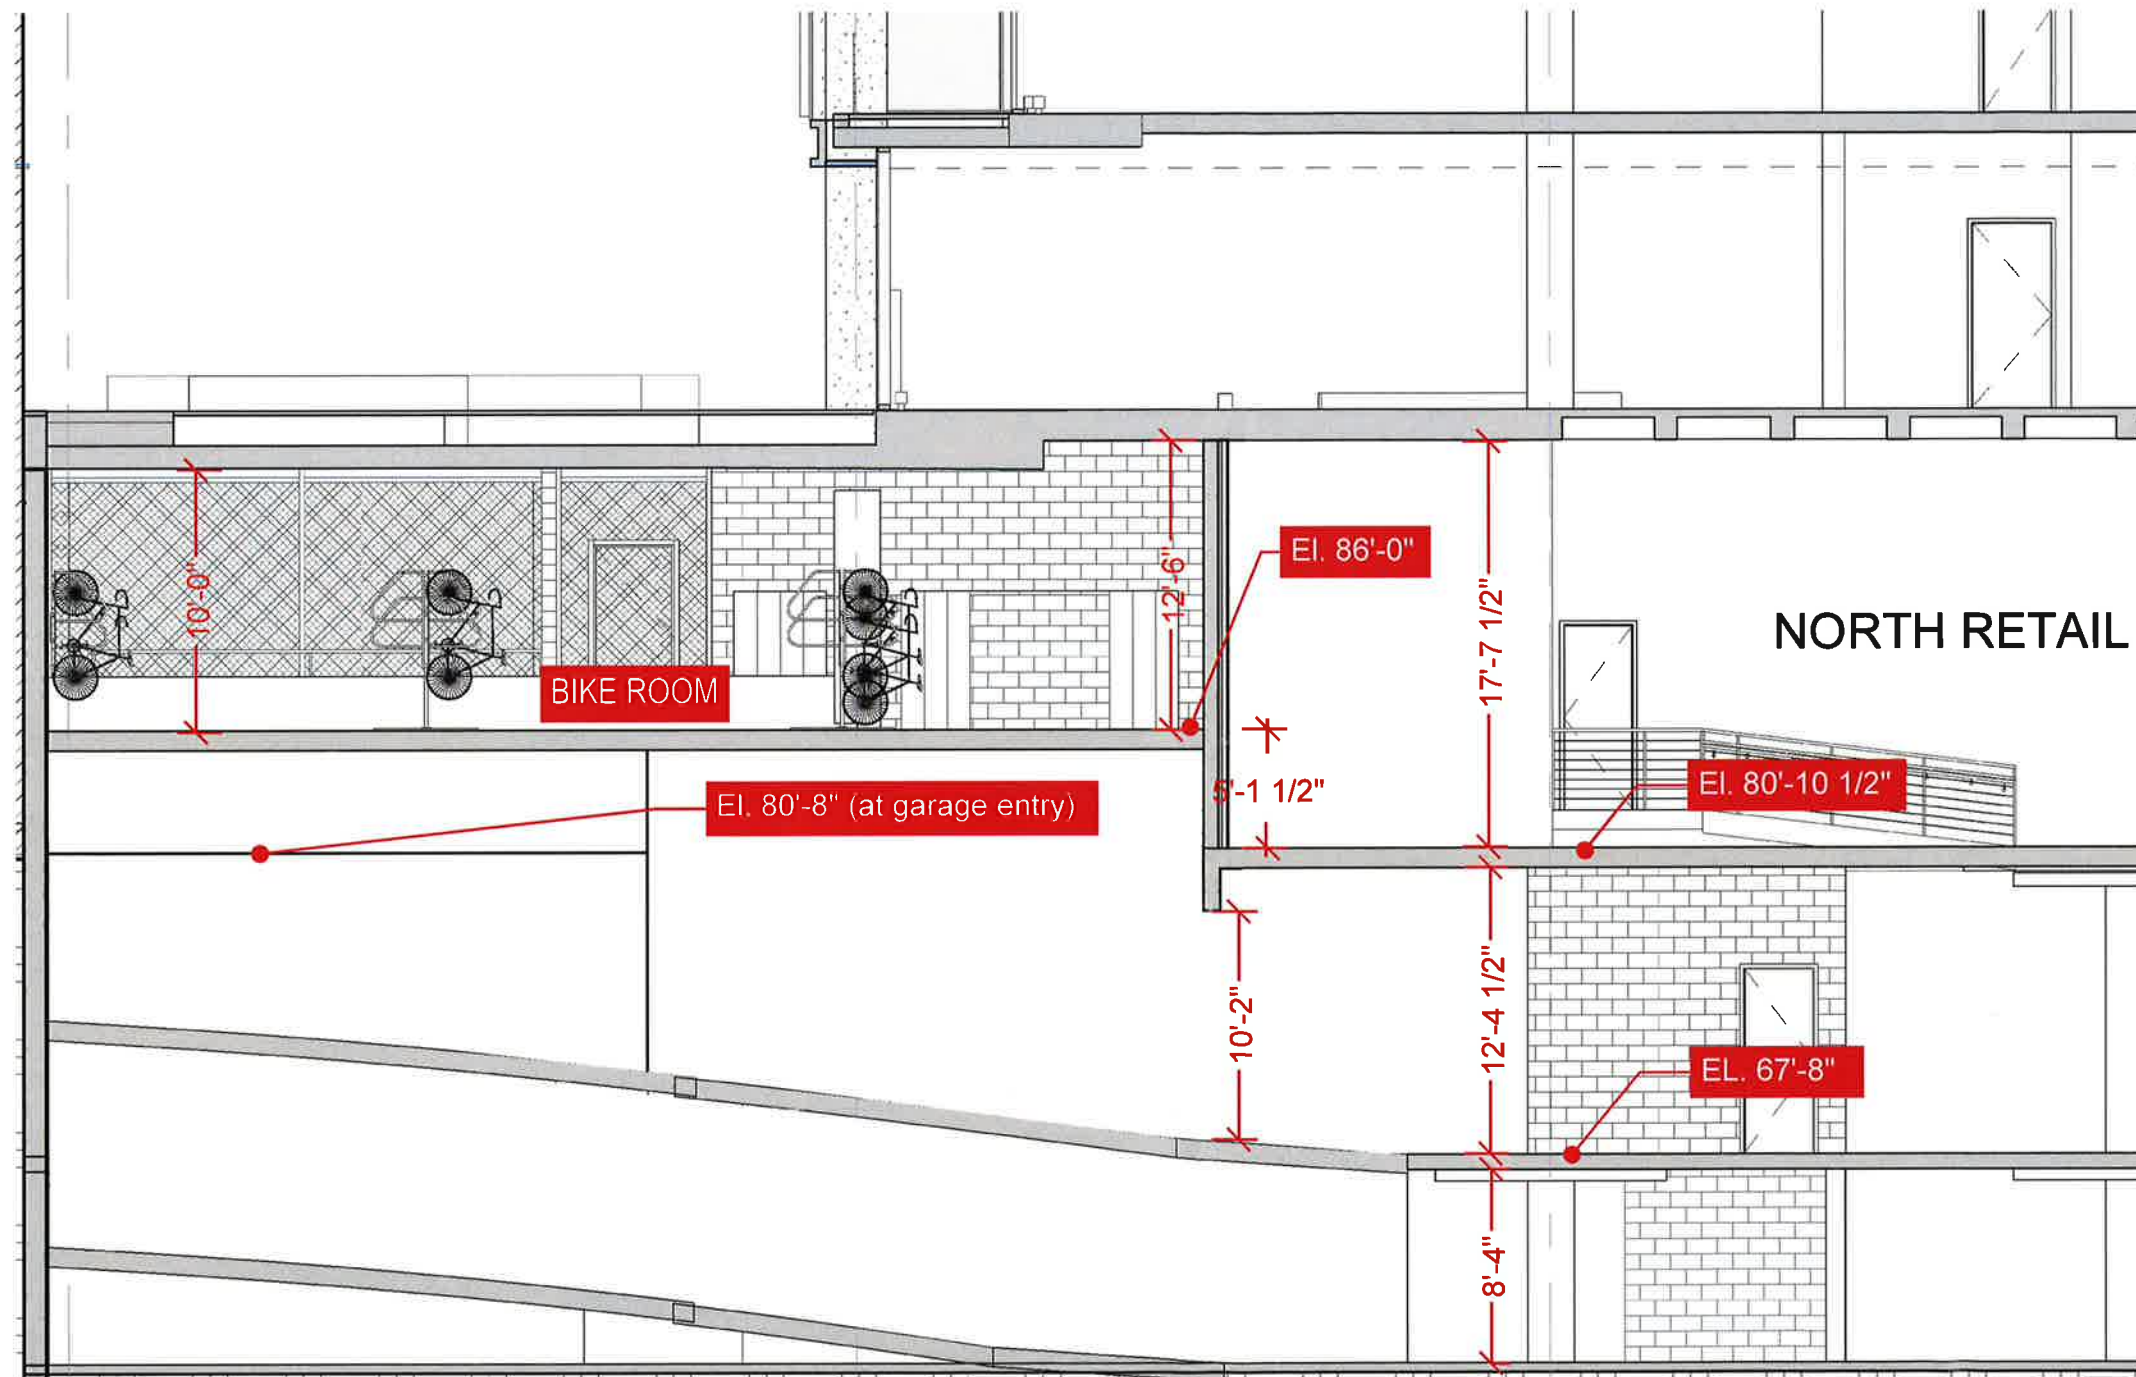 El. 86'-0"
10'-0"
12'-6"
17'-7 1/2"
NORTH RETAIL
BIKE ROOM
El. 80'-8" (at garage entry)
5'-1 1/2"
El. 80'-10 1/2"
10'-2"
12'-4 1/2"
EL. 67'-8"
8'-4"